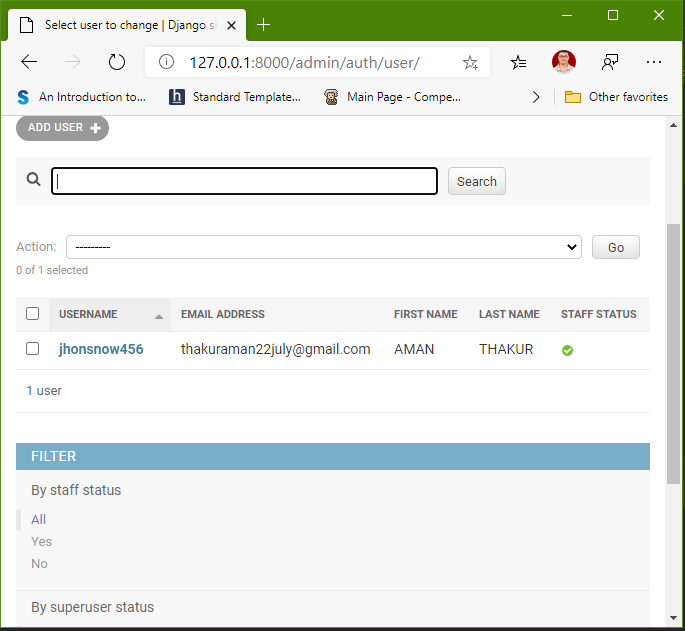 Select user to change | Django si
127.0.0.1:8000/admin/auth/user/
An Introduction to... Standard Template... Main Page - Compe... Other favorites
ADD USER +
Search
Action: --------- Go
0 of 1 selected
USERNAME EMAIL ADDRESS FIRST NAME LAST NAME STAFF STATUS
jhonsnow456 thakuraman22july@gmail.com AMAN THAKUR
1 user
FILTER
By staff status
All
Yes
No
By superuser status